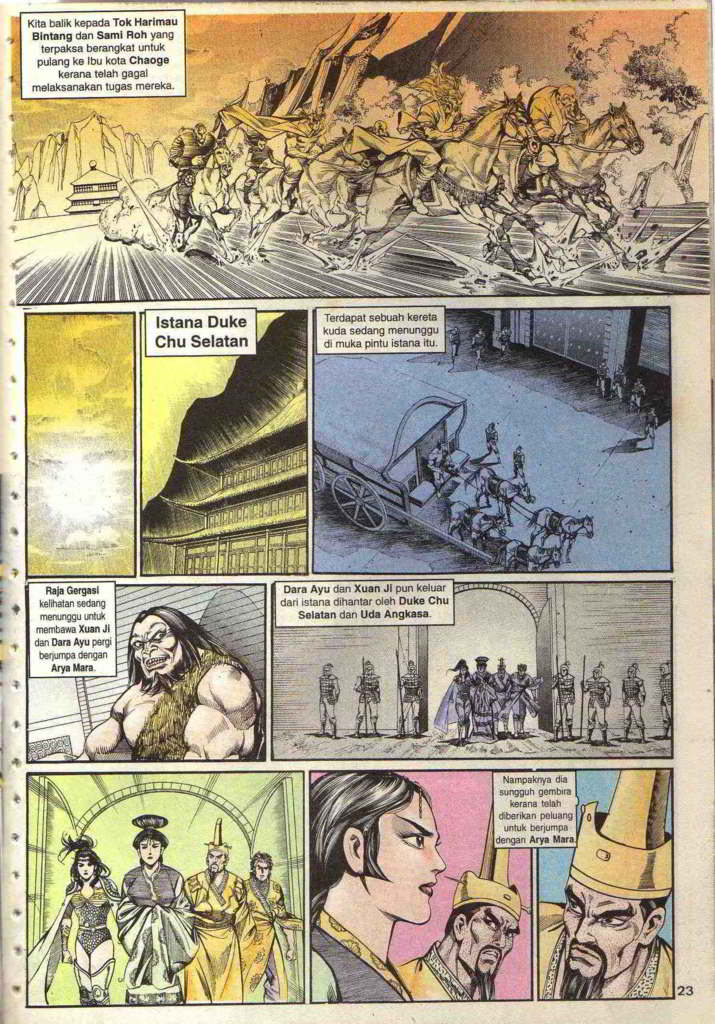 Kita balik kepada Tok Harimau
Bintang dan Sami Roh yang
terpaksa berangkat untuk
pulang ke Ibu kota Chaoge
kerana telah gagal
melaksanakan tugas mereka.
Istana Duke
Chu Selatan
Terdapat sebuah kereta
kuda sedang menunggu
di muka pintu istana itu.
Raja Gergasi
kelihatan sedang
menunggu untuk
membawa Xuan Ji
dan Dara Ayu pergi
berjumpa dengan
Arya Mara.
Dara Ayu dan Xuan Ji pun keluar
dari istana dihantar oleh Duke Chu
Selatan dan Uda Angkasa.
Nampaknya dia
sungguh gembira
kerana telah
diberikan peluang
untuk berjumpa
dengan Arya Mara.
23